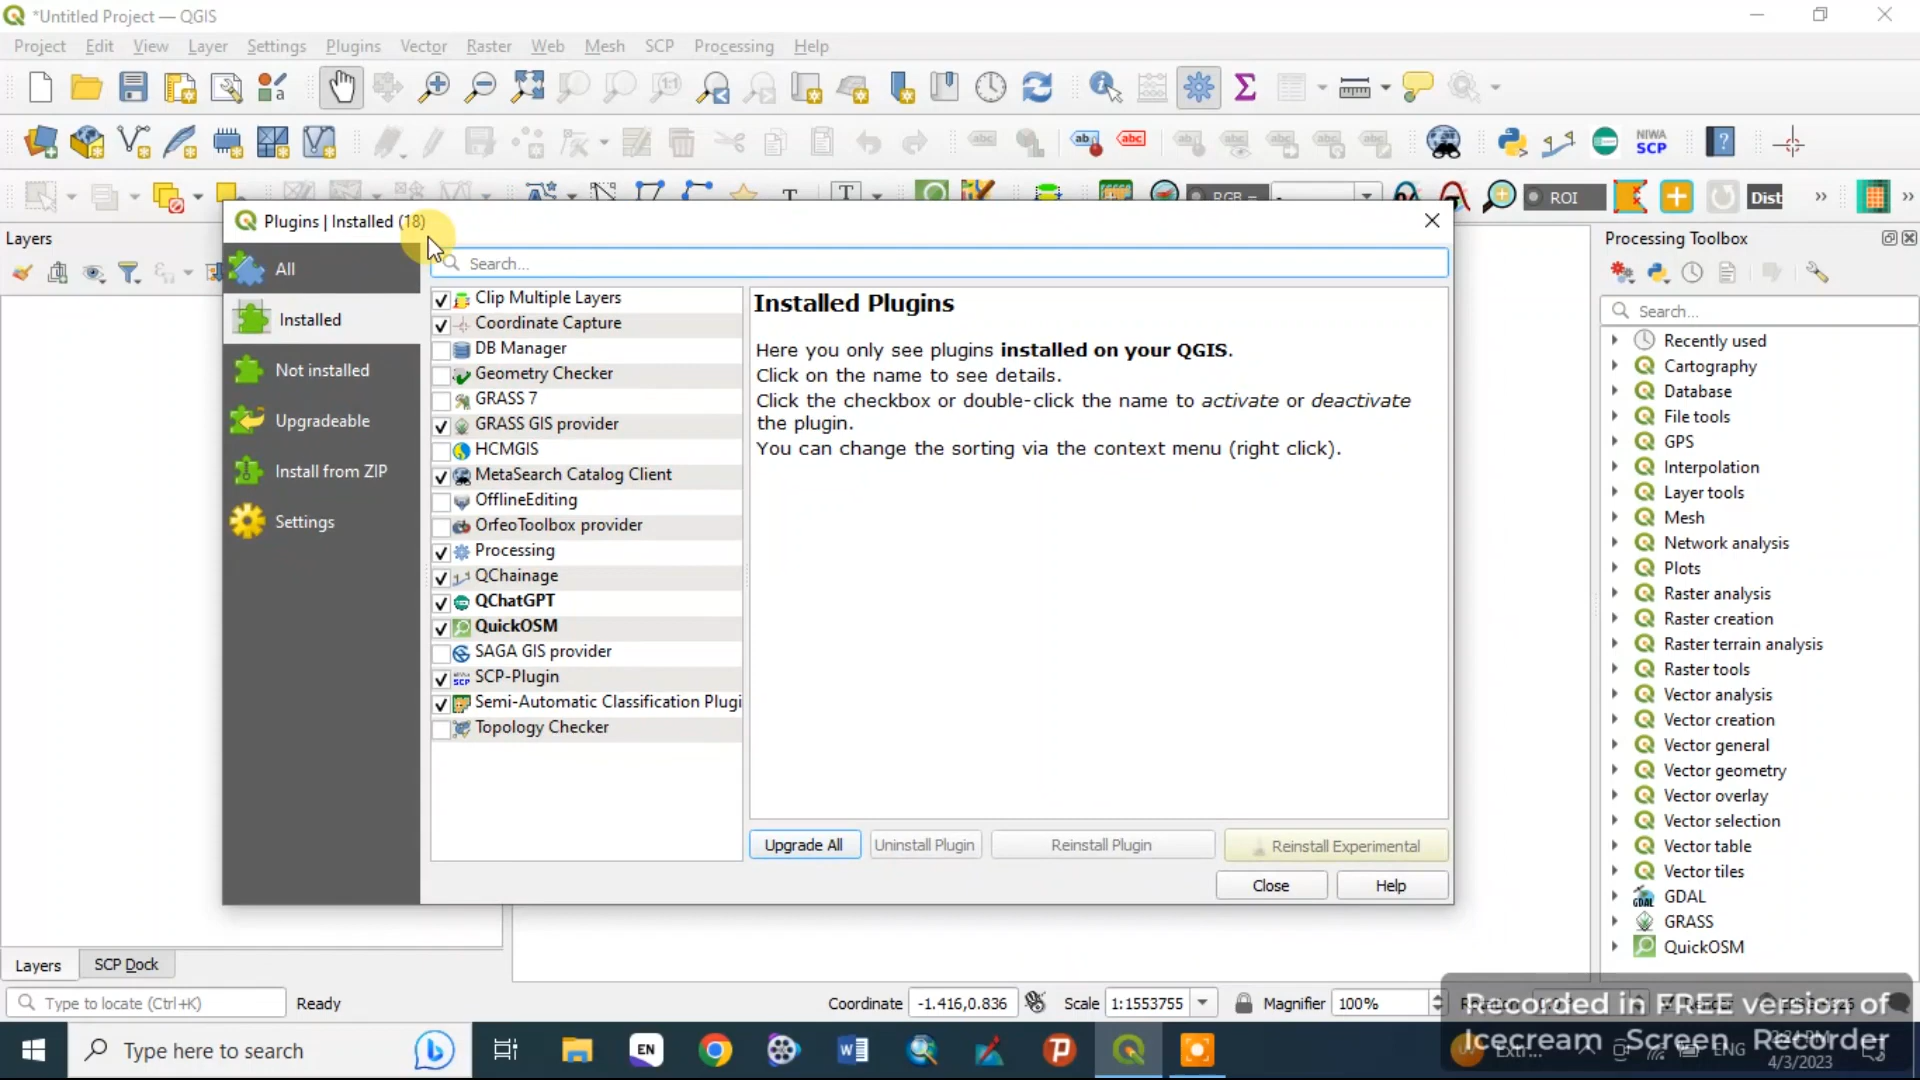 *Untitled Project — QGIS
Project Edit View Layer Settings Plugins Vector Raster Web Mesh SCP Processing Help
NIWA
SCP
RGB = -
ROI
Dist
Layers
Plugins | Installed (18)
All
Installed
Not installed
Upgradeable
Install from ZIP
Settings
Search...
Clip Multiple Layers
Coordinate Capture
DB Manager
Geometry Checker
GRASS 7
GRASS GIS provider
HCMGIS
MetaSearch Catalog Client
OfflineEditing
OrfeoToolbox provider
Processing
QChainage
QChatGPT
QuickOSM
SAGA GIS provider
SCP-Plugin
Semi-Automatic Classification Plugi
Topology Checker
Installed Plugins
Here you only see plugins installed on your QGIS.
Click on the name to see details.
Click the checkbox or double-click the name to activate or deactivate
the plugin.
You can change the sorting via the context menu (right click).
Upgrade All Uninstall Plugin Reinstall Plugin Reinstall Experimental
Close Help
Processing Toolbox
Search...
Recently used
Cartography
Database
File tools
GPS
Interpolation
Layer tools
Mesh
Network analysis
Plots
Raster analysis
Raster creation
Raster terrain analysis
Raster tools
Vector analysis
Vector creation
Vector general
Vector geometry
Vector overlay
Vector selection
Vector table
Vector tiles
GDAL
GRASS
QuickOSM
Layers SCP Dock
Type to locate (Ctrl+K) Ready Coordinate -1.416,0.836 Scale 1:1553755 Magnifier 100%
Recorded in FREE version of
Icecream Screen Recorder
Type here to search
EN
ENG
4/3/2023